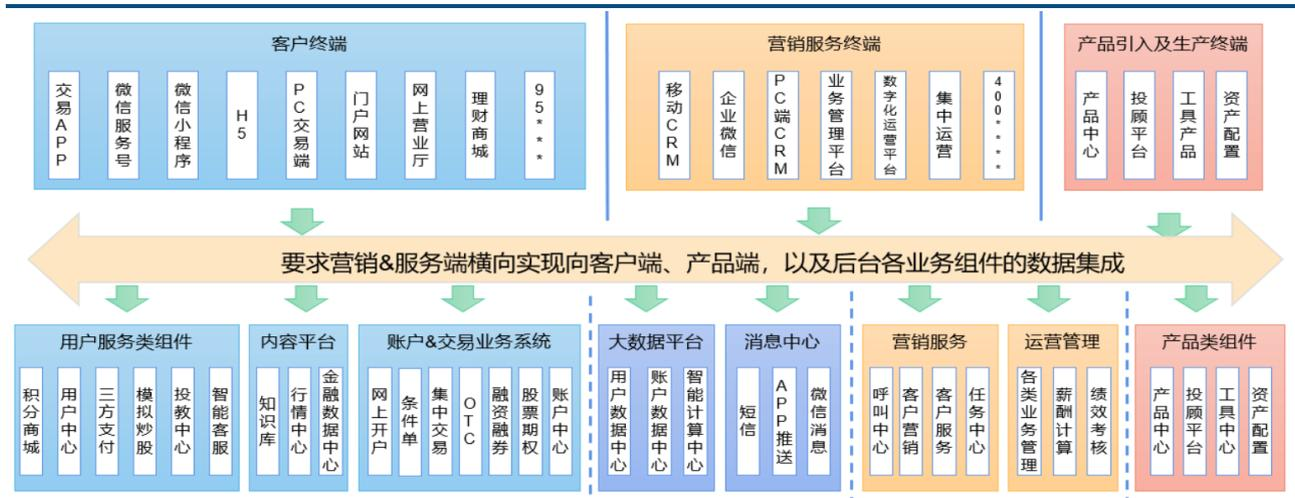 客户终端
交易APP
微信服务号
微信小程序
H5
PC交易端
门户网站
网上营业厅
理财商城
95***
营销服务终端
移动CRM
企业微信
PC端CRM
业务管理平台
数字化运营平台
集中运营
400****
产品引入及生产终端
产品中心
投顾平台
工具产品
资产配置
要求营销&服务端横向实现向客户端、产品端，以及后台各业务组件的数据集成
用户服务类组件
积分商城
用户中心
三方支付
模拟炒股
投教中心
智能客服
内容平台
知识库
行情中心
金融数据中心
账户&交易业务系统
网上开户
条件单
集中交易
OTC
融资融券
股票期权
账户中心
大数据平台
用户数据中心
账户数据中心
智能计算中心
消息中心
短信
APP推送
微信消息
营销服务
呼叫中心
客户营销
客户服务
任务中心
运营管理
各类业务管理
薪酬计算
绩效考核
产品类组件
产品中心
投顾平台
工具中心
资产配置